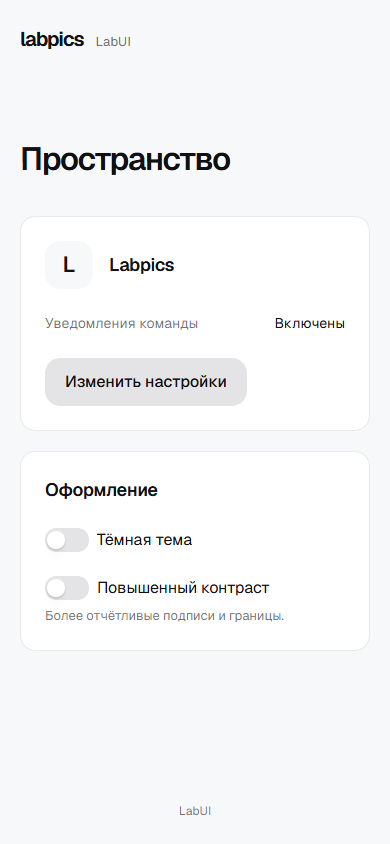 labpics LabUI
Пространство
L Labpics
Уведомления команды Включены
Изменить настройки
Оформление
Тёмная тема
Повышенный контраст
Более отчётливые подписи и границы.
LabUI